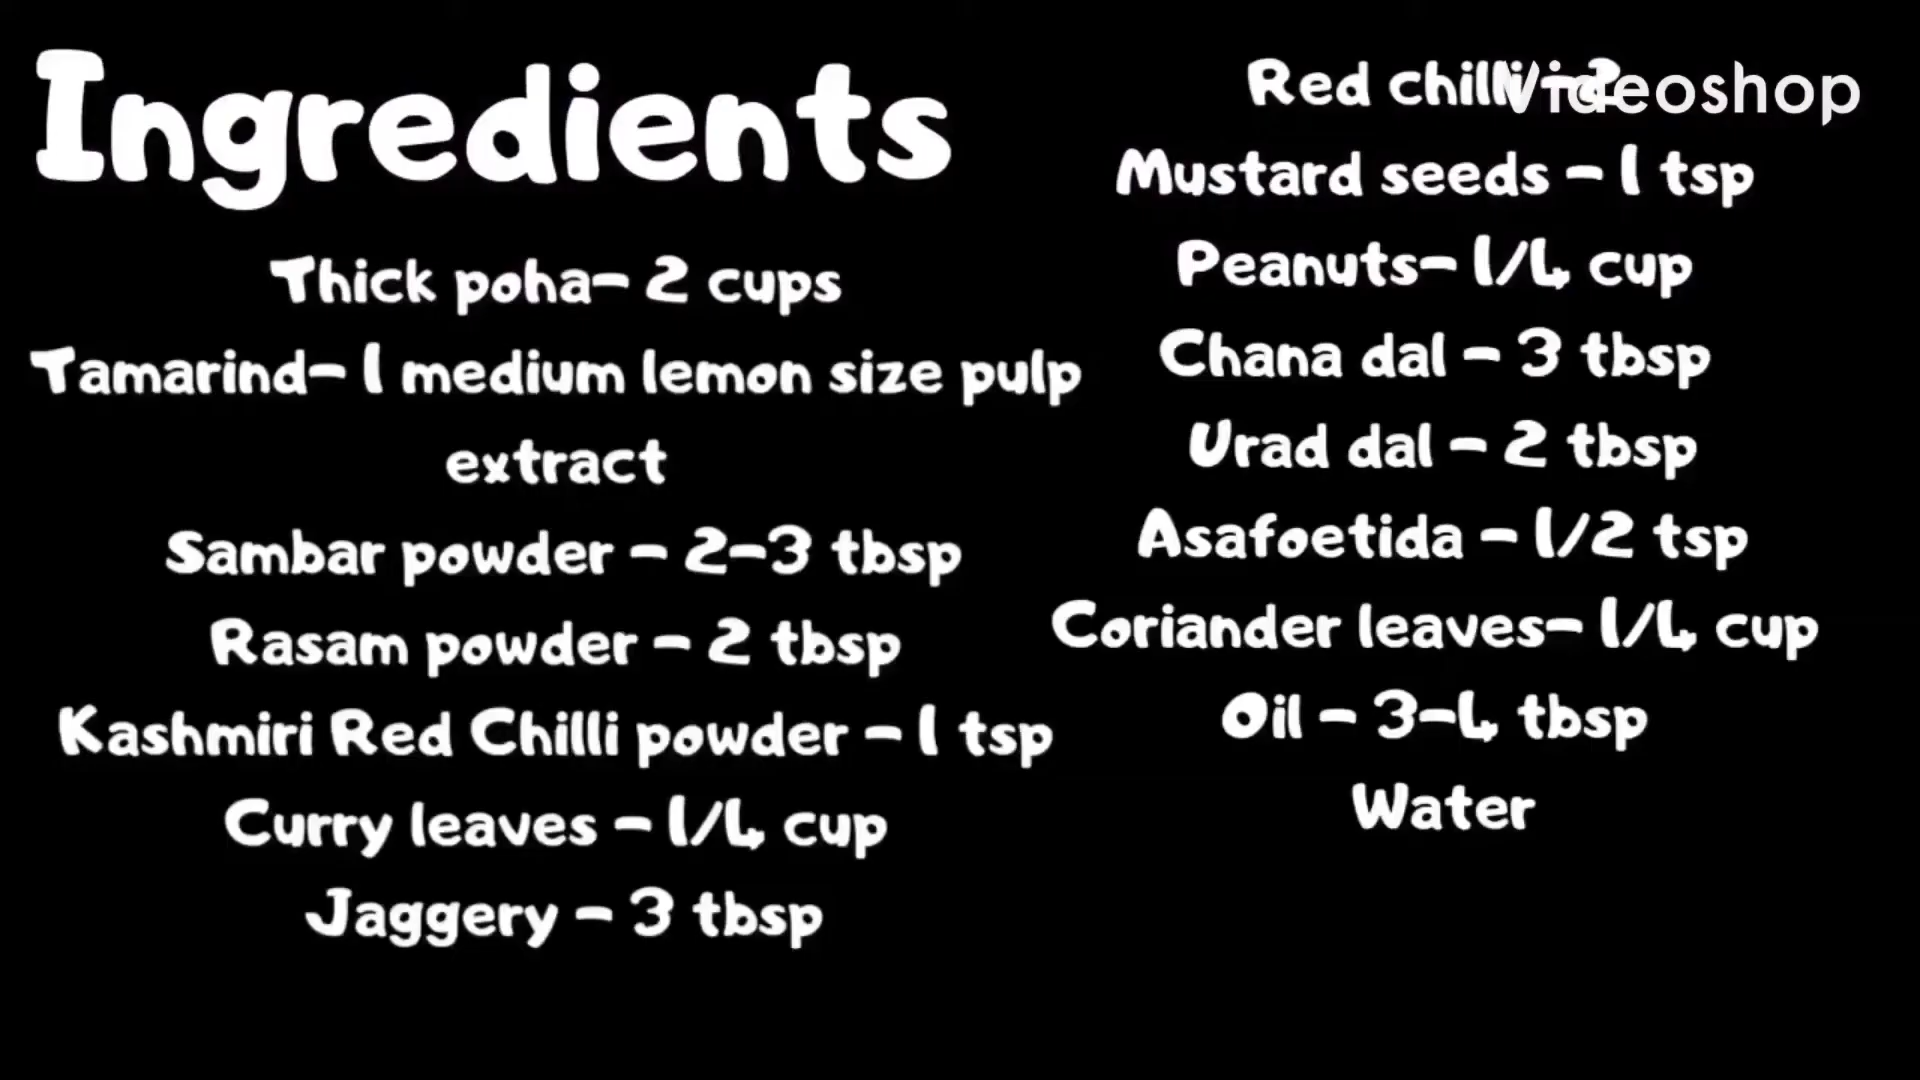 Ingredients
Thick poha- 2 cups
Tamarind- 1 medium lemon size pulp
extract
Sambar powder - 2-3 tbsp
Rasam powder - 2 tbsp
Kashmiri Red Chilli powder - 1 tsp
Curry leaves - 1/4 cup
Jaggery - 3 tbsp
Red chilli -
Videoshop
Mustard seeds - 1 tsp
Peanuts- 1/4 cup
Chana dal - 3 tbsp
Urad dal - 2 tbsp
Asafoetida - 1/2 tsp
Coriander leaves- 1/4 cup
Oil - 3-4 tbsp
Water